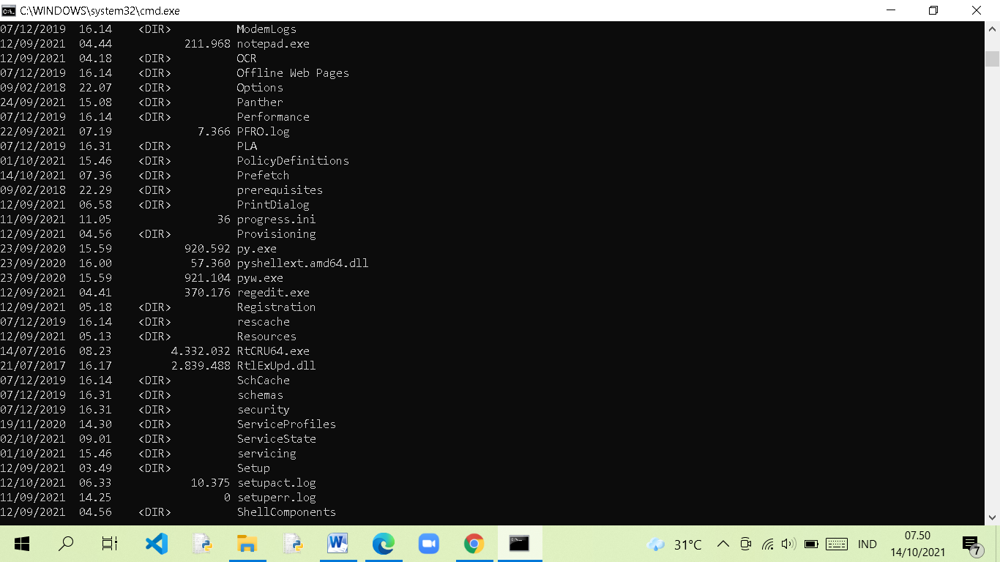 C:\WINDOWS\system32\cmd.exe
07/12/2019  16.14    <DIR>          ModemLogs
12/09/2021  04.44           211.968 notepad.exe
12/09/2021  04.18    <DIR>          OCR
07/12/2019  16.14    <DIR>          Offline Web Pages
09/02/2018  22.07    <DIR>          Options
24/09/2021  15.08    <DIR>          Panther
07/12/2019  16.14    <DIR>          Performance
22/09/2021  07.19             7.366 PFRO.log
07/12/2019  16.31    <DIR>          PLA
01/10/2021  15.46    <DIR>          PolicyDefinitions
14/10/2021  07.36    <DIR>          Prefetch
09/02/2018  22.29    <DIR>          prerequisites
12/09/2021  06.58    <DIR>          PrintDialog
11/09/2021  11.05                36 progress.ini
12/09/2021  04.56    <DIR>          Provisioning
23/09/2020  15.59           920.592 py.exe
23/09/2020  16.00            57.360 pyshellext.amd64.dll
23/09/2020  15.59           921.104 pyw.exe
12/09/2021  04.41           370.176 regedit.exe
12/09/2021  05.18    <DIR>          Registration
07/12/2019  16.14    <DIR>          rescache
12/09/2021  05.13    <DIR>          Resources
14/07/2016  08.23         4.332.032 RtCRU64.exe
21/07/2017  16.17         2.839.488 RtlExUpd.dll
07/12/2019  16.14    <DIR>          SchCache
07/12/2019  16.31    <DIR>          schemas
07/12/2019  16.31    <DIR>          security
19/11/2020  14.30    <DIR>          ServiceProfiles
02/10/2021  09.01    <DIR>          ServiceState
01/10/2021  15.46    <DIR>          servicing
12/09/2021  03.49    <DIR>          Setup
12/10/2021  06.33            10.375 setupact.log
11/09/2021  14.25                 0 setuperr.log
12/09/2021  04.56    <DIR>          ShellComponents
31°C IND 07.50
14/10/2021 7